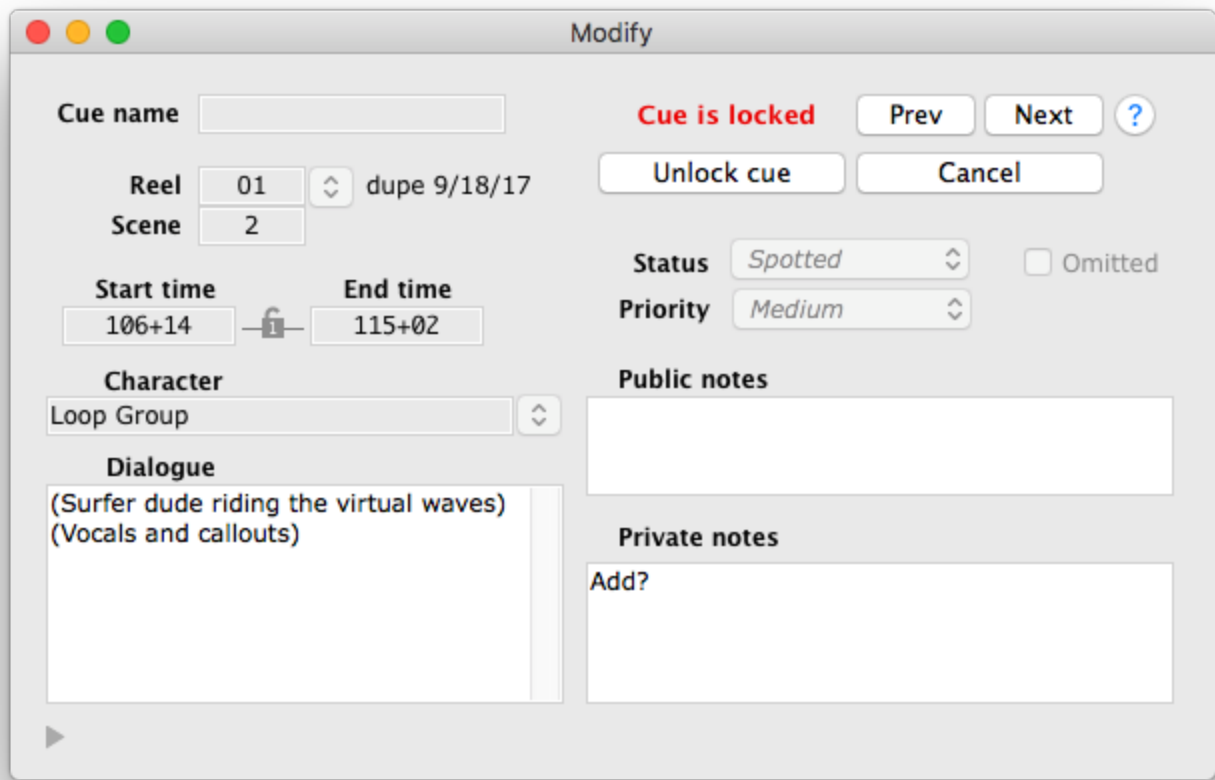 Modify
Cue name
Cue is locked
Prev
Next
?
Reel
01
dupe 9/18/17
Unlock cue
Cancel
Scene
2
Status
Spotted
Omitted
Start time
End time
Priority
Medium
106+14
1
115+02
Character
Public notes
Loop Group
Dialogue
(Surfer dude riding the virtual waves)
(Vocals and callouts)
Private notes
Add?